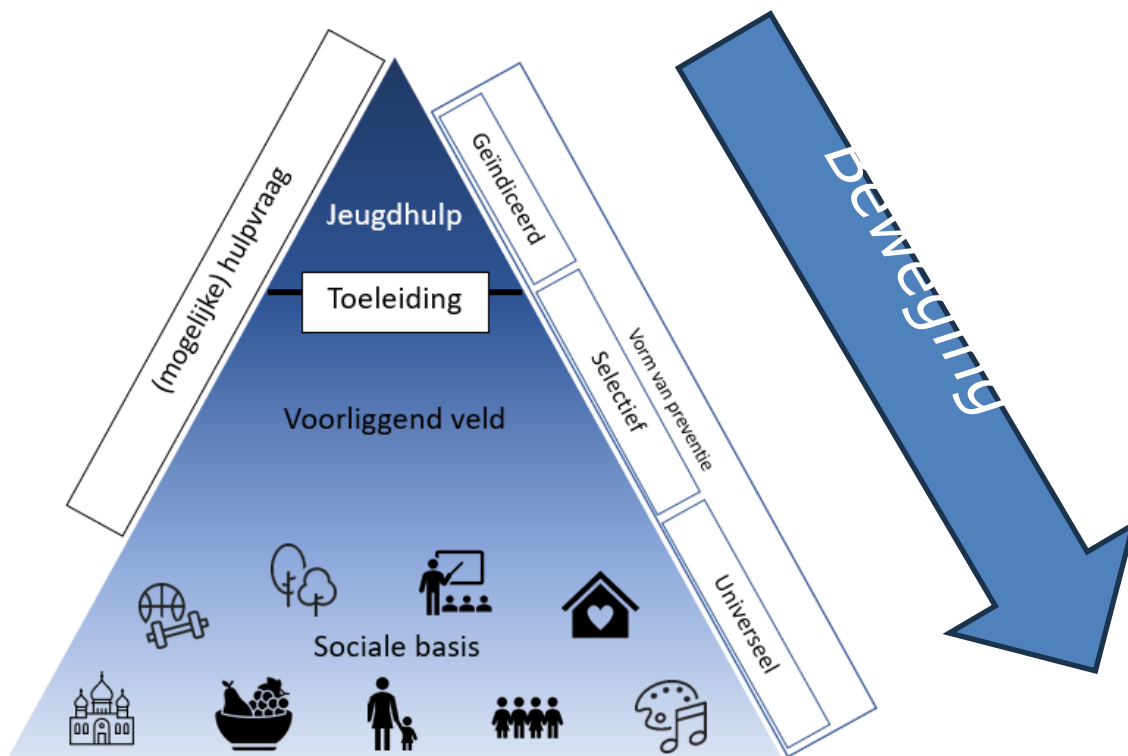 (mogelijke) hulpvraag
Jeugdhulp
Toeleiding
Voorliggend veld
Sociale basis
Geïndiceerd
Selectief
Universeel
Vorm van preventie
Beweging